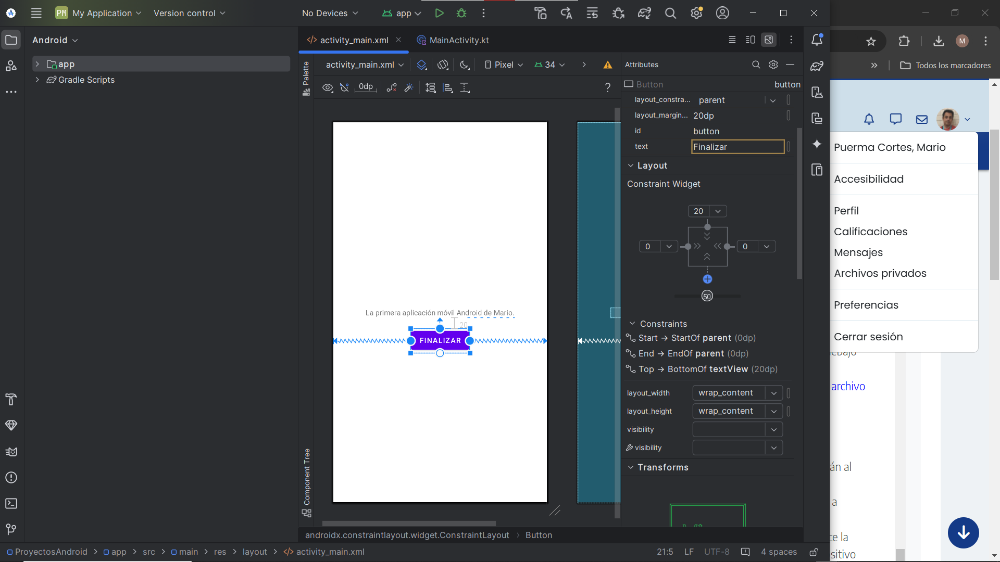 PM My Application Version control No Devices app
Android
activity_main.xml MainActivity.kt
app
Gradle Scripts
Palette
activity_main.xml Pixel 34 Attributes
0dp ?
Button button
layout_constra... parent
layout_margin... 20dp
id button
text Finalizar
Layout
Constraint Widget
20
0 0
50
La primera aplicación móvil Android de Mario.
20
FINALIZAR
Constraints
Start → StartOf parent (0dp)
End → EndOf parent (0dp)
Top → BottomOf textView (20dp)
layout_width wrap_content
layout_height wrap_content
visibility
visibility
Transforms
Component Tree
androidx.constraintlayout.widget.ConstraintLayout > Button
ProyectosAndroid > app > src > main > res > layout > activity_main.xml
21:5 LF UTF-8 4 spaces
M
» Todos los marcadores
Puerma Cortes, Mario
Accesibilidad
Perfil
Calificaciones
Mensajes
Archivos privados
Preferencias
Cerrar sesión
archivo
án al
a
ce la
sitivo